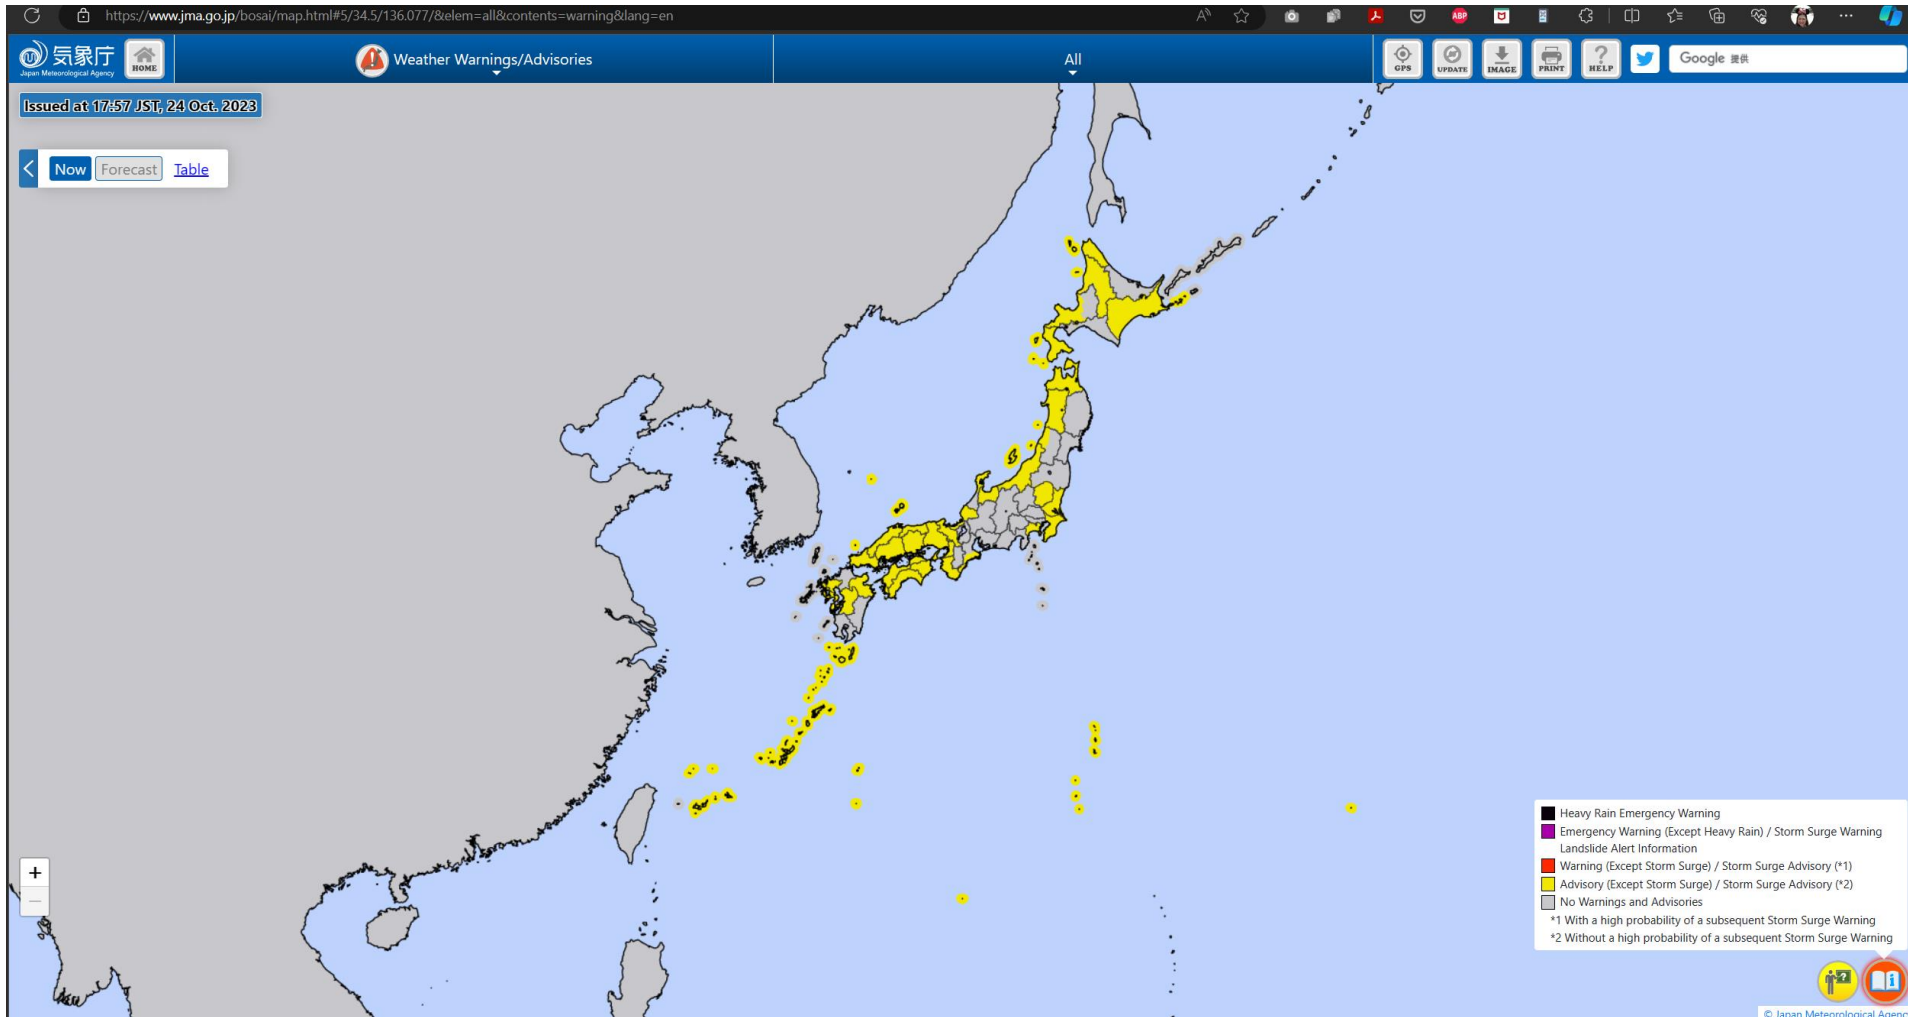 https://www.jma.go.jp/bosai/map.html#5/34.5/136.077/&elem=all&contents=warning&lang=en
気象庁
Japan Meteorological Agency
HOME
Weather Warnings/Advisories
All
GPS
UPDATE
IMAGE
PRINT
HELP
Google 提供
Issued at 17:57 JST, 24 Oct. 2023
Now Forecast Table
+
Heavy Rain Emergency Warning
Emergency Warning (Except Heavy Rain) / Storm Surge Warning
Landslide Alert Information
Warning (Except Storm Surge) / Storm Surge Advisory (*1)
Advisory (Except Storm Surge) / Storm Surge Advisory (*2)
No Warnings and Advisories
*1 With a high probability of a subsequent Storm Surge Warning
*2 Without a high probability of a subsequent Storm Surge Warning
© Japan Meteorological Agency